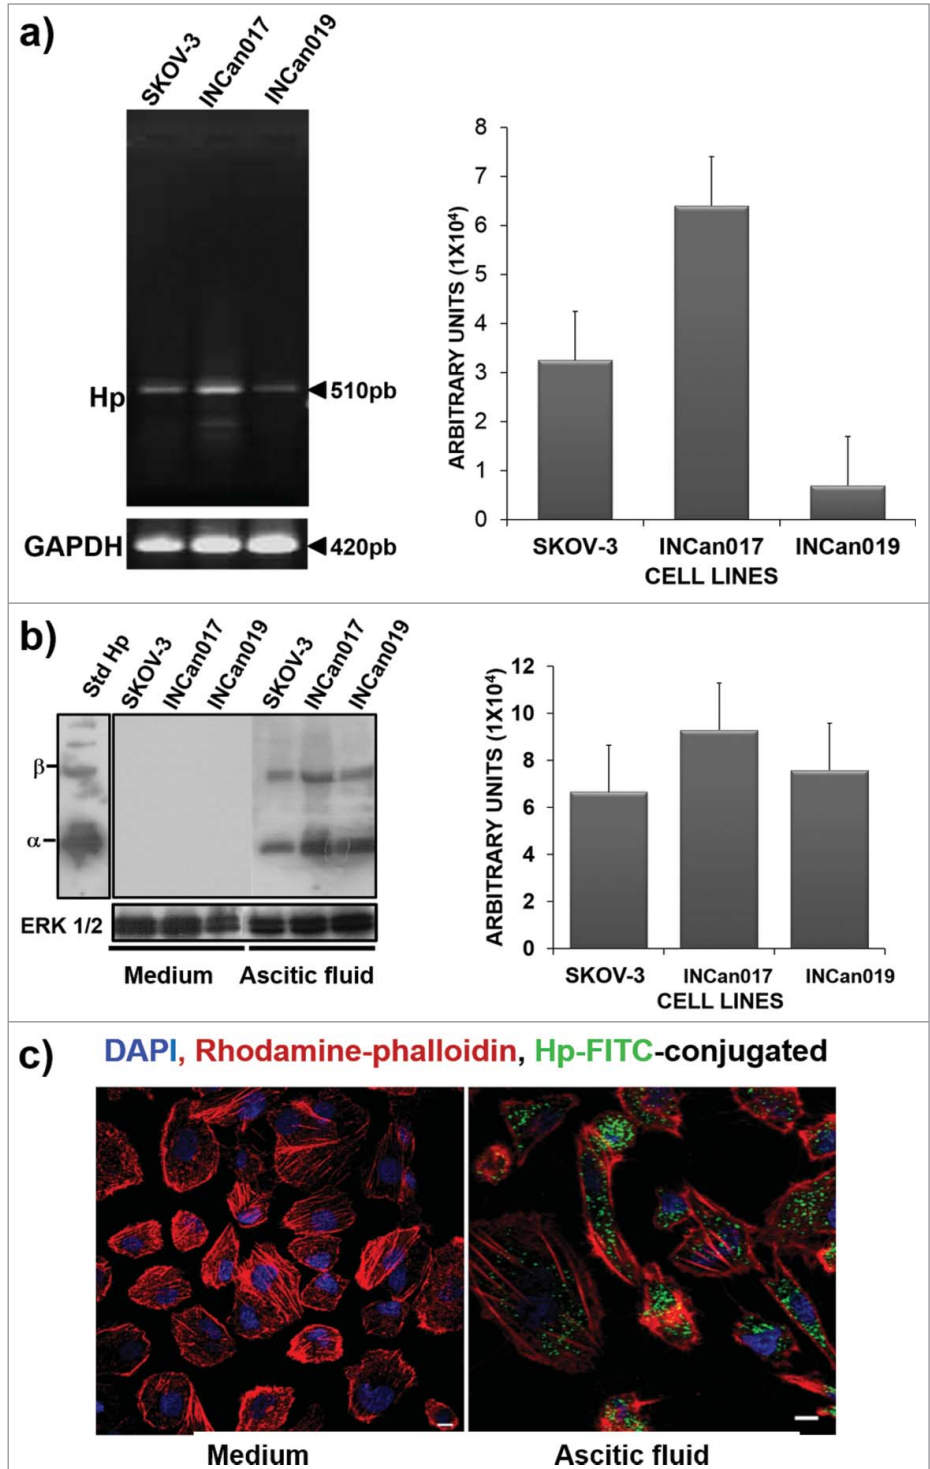 a)
SKOV-3
INCan017
INCan019
Hp
510pb
GAPDH
420pb
ARBITRARY UNITS (1X10⁴)
8
7
6
5
4
3
2
1
0
SKOV-3 INCan017 INCan019
CELL LINES
b)
Std Hp
SKOV-3
INCan017
INCan019
SKOV-3
INCan017
INCan019
β
α
ERK 1/2
Medium Ascitic fluid
ARBITRARY UNITS (1X10⁴)
12
10
8
6
4
2
0
SKOV-3 INCan017 INCan019
CELL LINES
c)
DAPI, Rhodamine-phalloidin, Hp-FITC-conjugated
Medium Ascitic fluid